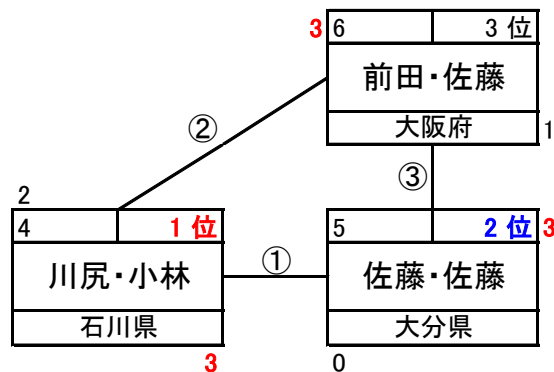 3 6 3 位
前田・佐藤
大阪府 1
②
③
2
4 1 位
川尻・小林
石川県
3
①
5 2 位 3
佐藤・佐藤
大分県
0